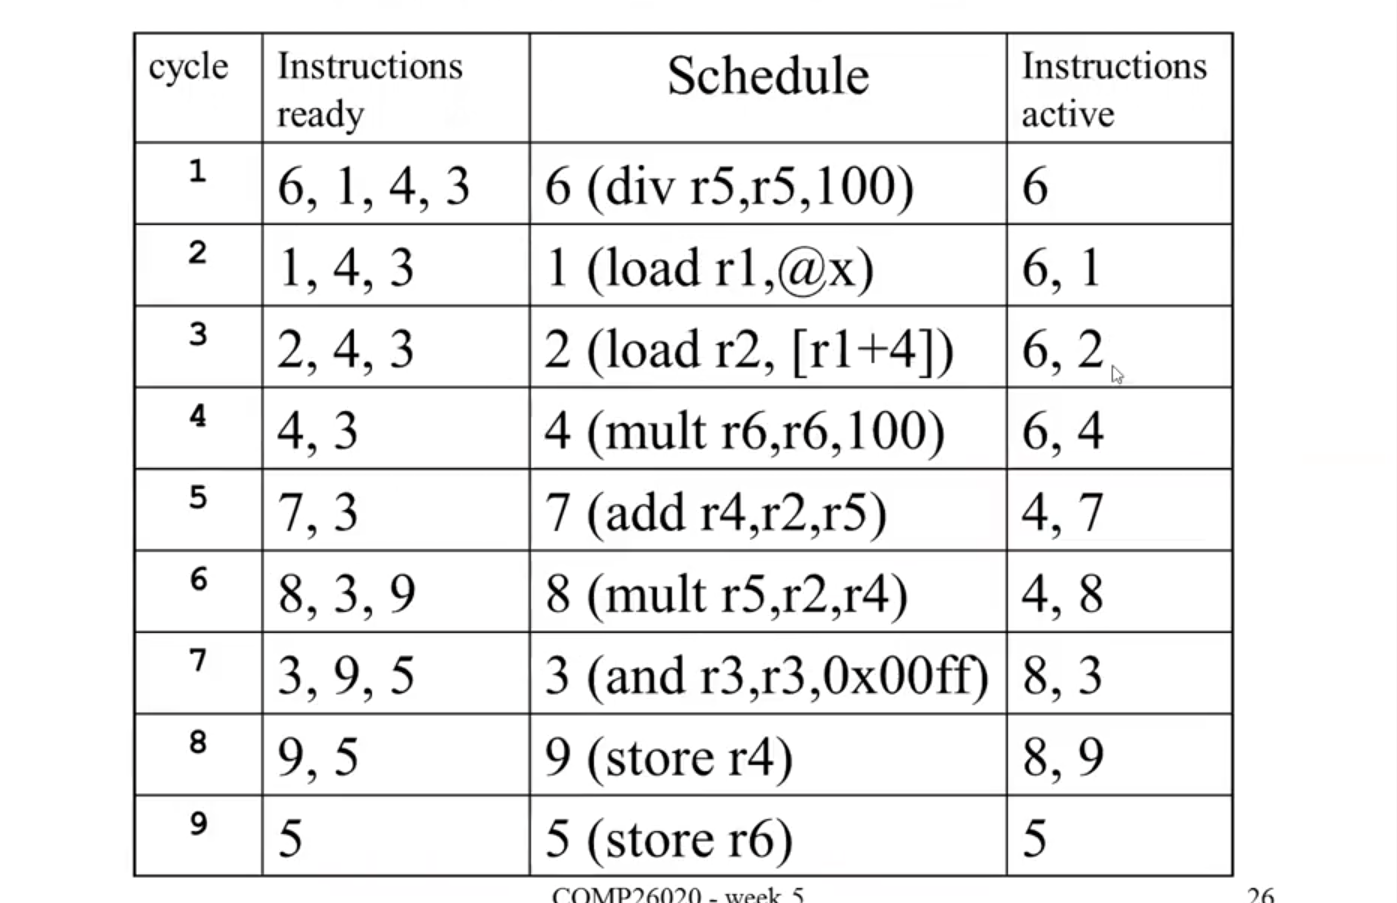 cycle Instructions ready Schedule Instructions active
1 6, 1, 4, 3 6 (div r5,r5,100) 6
2 1, 4, 3 1 (load r1,@x) 6, 1
3 2, 4, 3 2 (load r2, [r1+4]) 6, 2
4 4, 3 4 (mult r6,r6,100) 6, 4
5 7, 3 7 (add r4,r2,r5) 4, 7
6 8, 3, 9 8 (mult r5,r2,r4) 4, 8
7 3, 9, 5 3 (and r3,r3,0x00ff) 8, 3
8 9, 5 9 (store r4) 8, 9
9 5 5 (store r6) 5
COMP26020 - week 5 26